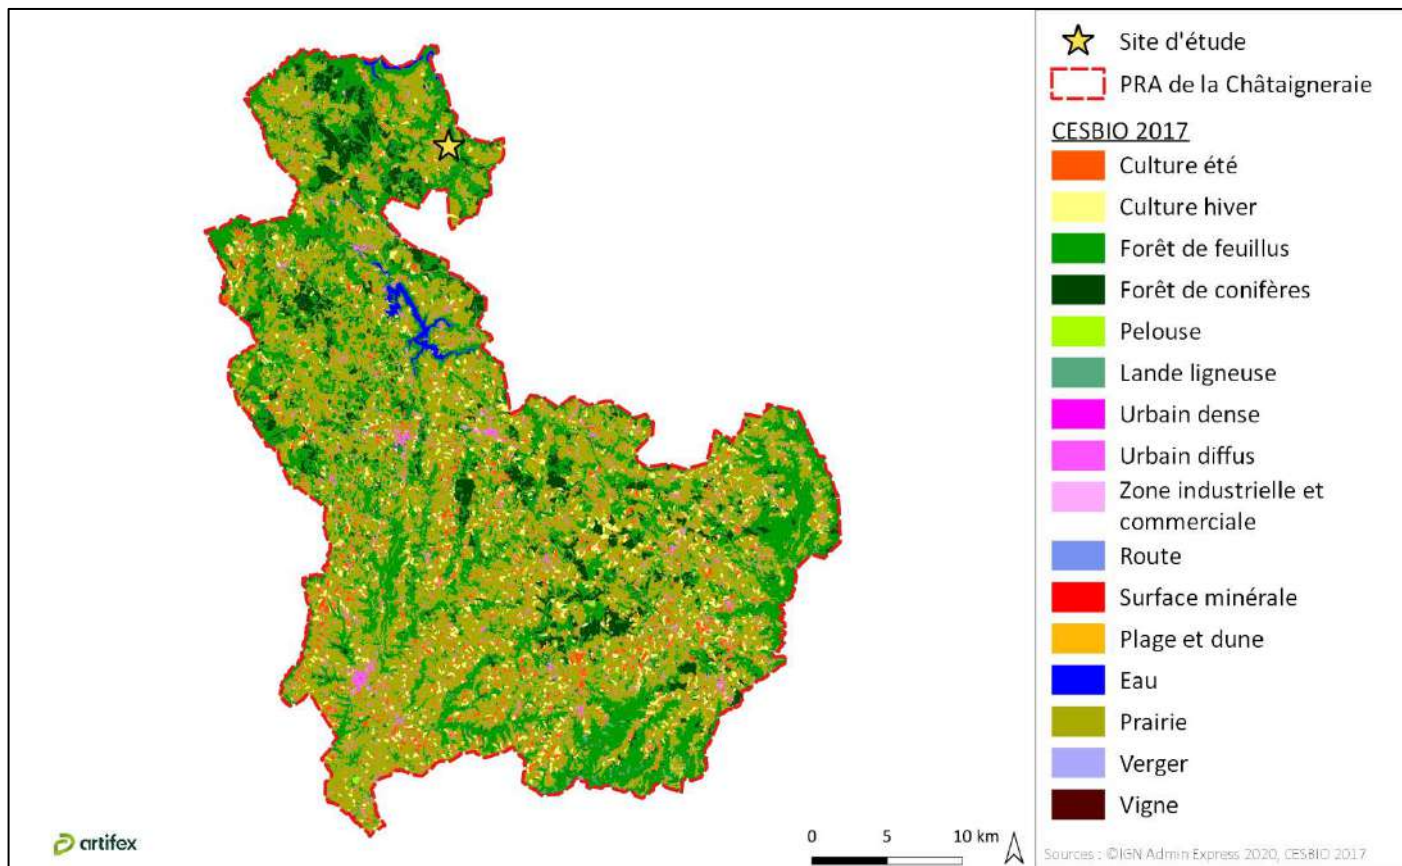 Site d'étude
PRA de la Châtaigneraie
CESBIO 2017
Culture été
Culture hiver
Forêt de feuillus
Forêt de conifères
Pelouse
Lande ligneuse
Urbain dense
Urbain diffus
Zone industrielle et
commerciale
Route
Surface minérale
Plage et dune
Eau
Prairie
Verger
Vigne
artifex
0 5 10 km
Sources : ©IGN Admin Express 2020, CESBIO 2017